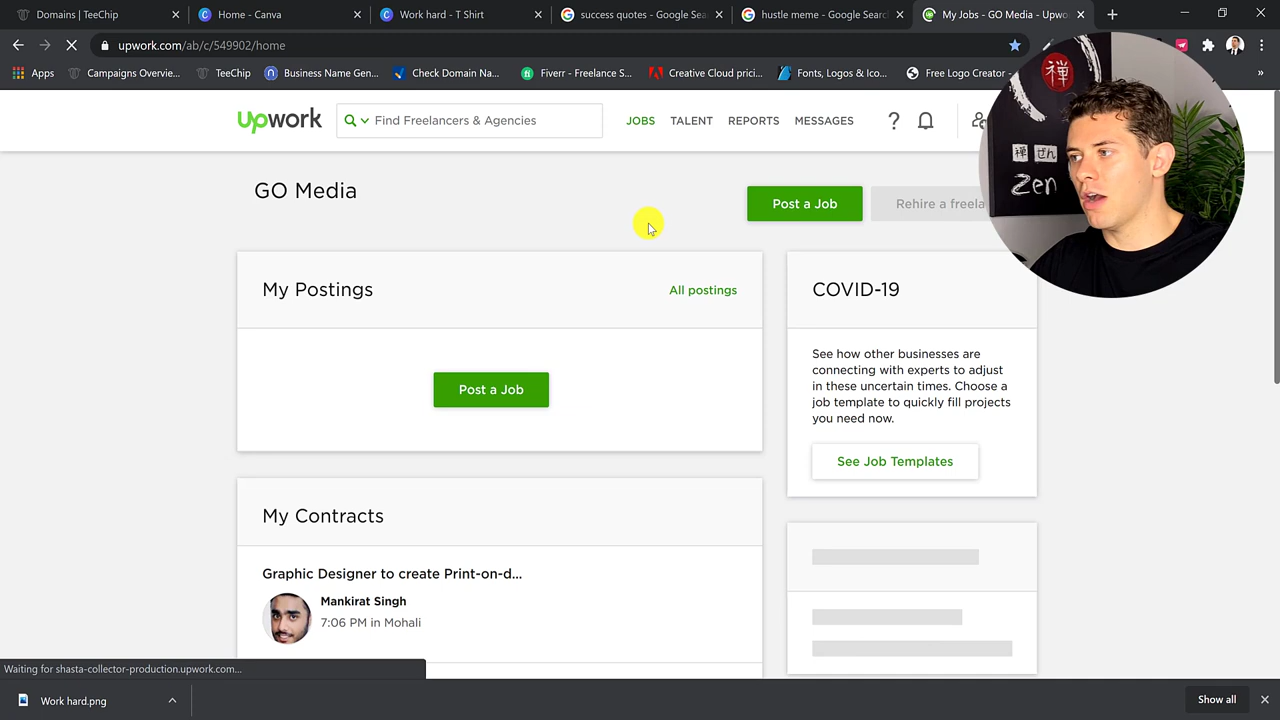 Domains | TeeChip
Home - Canva
Work hard - T Shirt
success quotes - Google Sea
hustle meme - Google Searc
My Jobs - GO Media - Upwo
upwork.com/ab/c/549902/home
Apps
Campaigns Overvie...
TeeChip
Business Name Gen...
Check Domain Na...
Fiverr - Freelance S...
Creative Cloud pric...
Fonts, Logos & Ico...
Free Logo Creator -
»
禅
禅 ぜん
Zen
upwork
Find Freelancers & Agencies
JOBS
TALENT
REPORTS
MESSAGES
?
GO Media
Post a Job
Rehire a freela
My Postings
All postings
Post a Job
COVID-19
See how other businesses are
connecting with experts to adjust
in these uncertain times. Choose a
job template to quickly fill projects
you need now.
See Job Templates
My Contracts
Graphic Designer to create Print-on-d...
Mankirat Singh
7:06 PM in Mohali
Waiting for shasta-collector-production.upwork.com...
Work hard.png
Show all